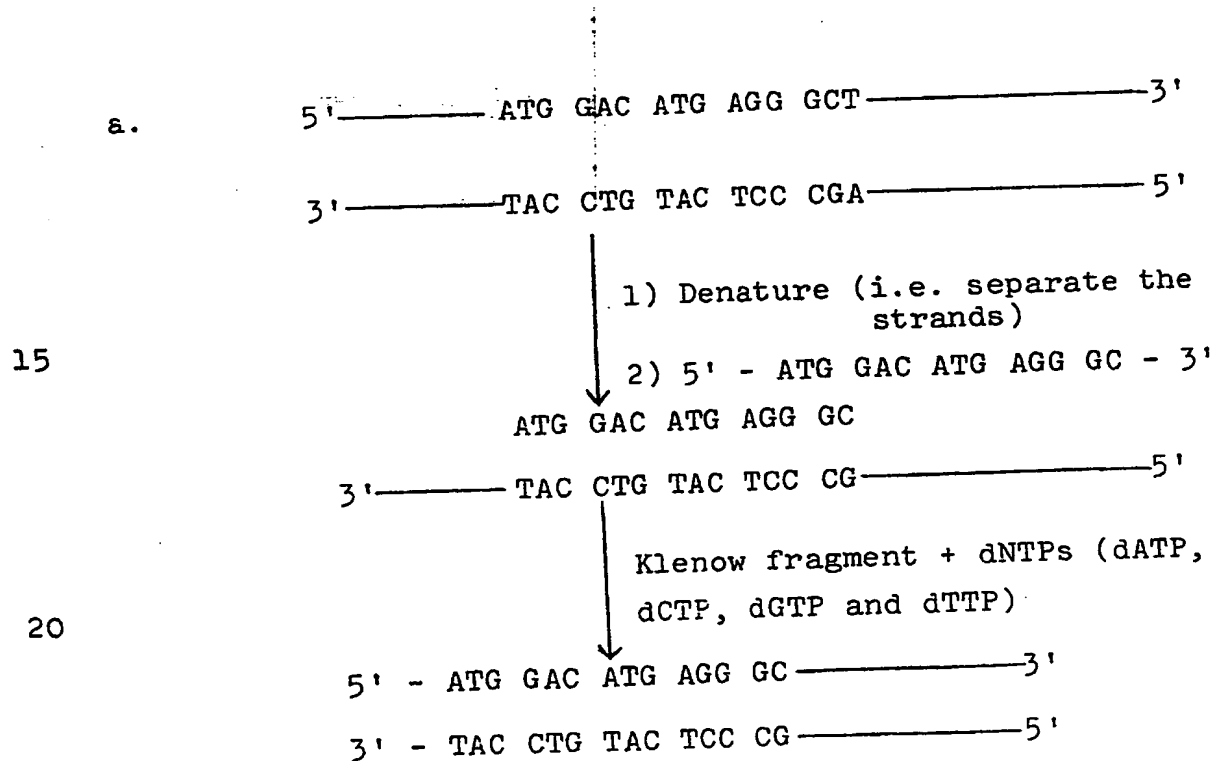 a. 5' ATG GAC ATG AGG GCT 3'
3' TAC CTG TAC TCC CGA 5'
1) Denature (i.e. separate the
strands)
15
2) 5' - ATG GAC ATG AGG GC - 3'
ATG GAC ATG AGG GC
3' TAC CTG TAC TCC CG 5'
Klenow fragment + dNTPs (dATP,
dCTP, dGTP and dTTP)
20
5' - ATG GAC ATG AGG GC 3'
3' - TAC CTG TAC TCC CG 5'